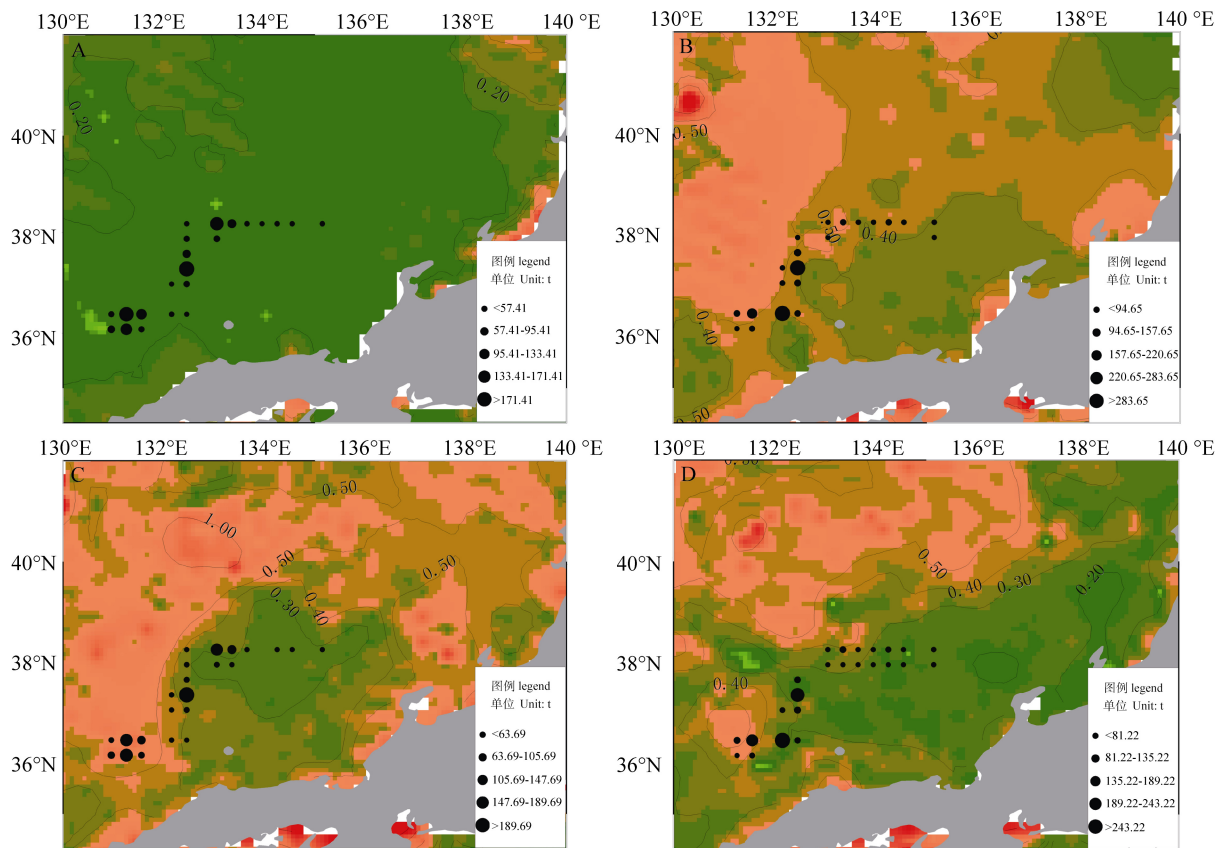 130°E 132°E 134°E 136°E 138°E 140 °E
130°E 132°E 134°E 136°E 138°E 140 °E
A
B
0.20
0.20
0.50
0.50
0.40
0.40
0.50
40°N
38°N
36°N
40°N
38°N
36°N
图例 legend
单位 Unit: t
<57.41
57.41-95.41
95.41-133.41
133.41-171.41
>171.41
图例 legend
单位 Unit: t
<94.65
94.65-157.65
157.65-220.65
220.65-283.65
>283.65
130°E 132°E 134°E 136°E 138°E 140 °E
130°E 132°E 134°E 136°E 138°E 140 °E
C
D
0.50
1.00
0.50
0.50
0.30
0.40
0.50
0.40
0.30
0.20
0.40
40°N
38°N
36°N
40°N
38°N
36°N
图例 legend
单位 Unit: t
<63.69
63.69-105.69
105.69-147.69
147.69-189.69
>189.69
图例 legend
单位 Unit: t
<81.22
81.22-135.22
135.22-189.22
189.22-243.22
>243.22